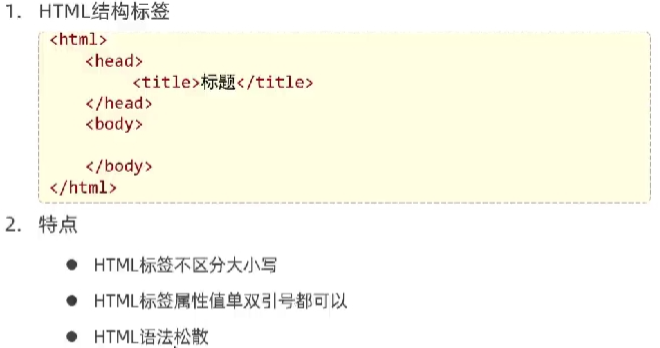 1. HTML结构标签
<html>
<head>
<title>标题</title>
</head>
<body>
</body>
</html>
2. 特点
● HTML标签不区分大小写
● HTML标签属性值单双引号都可以
● HTML语法松散